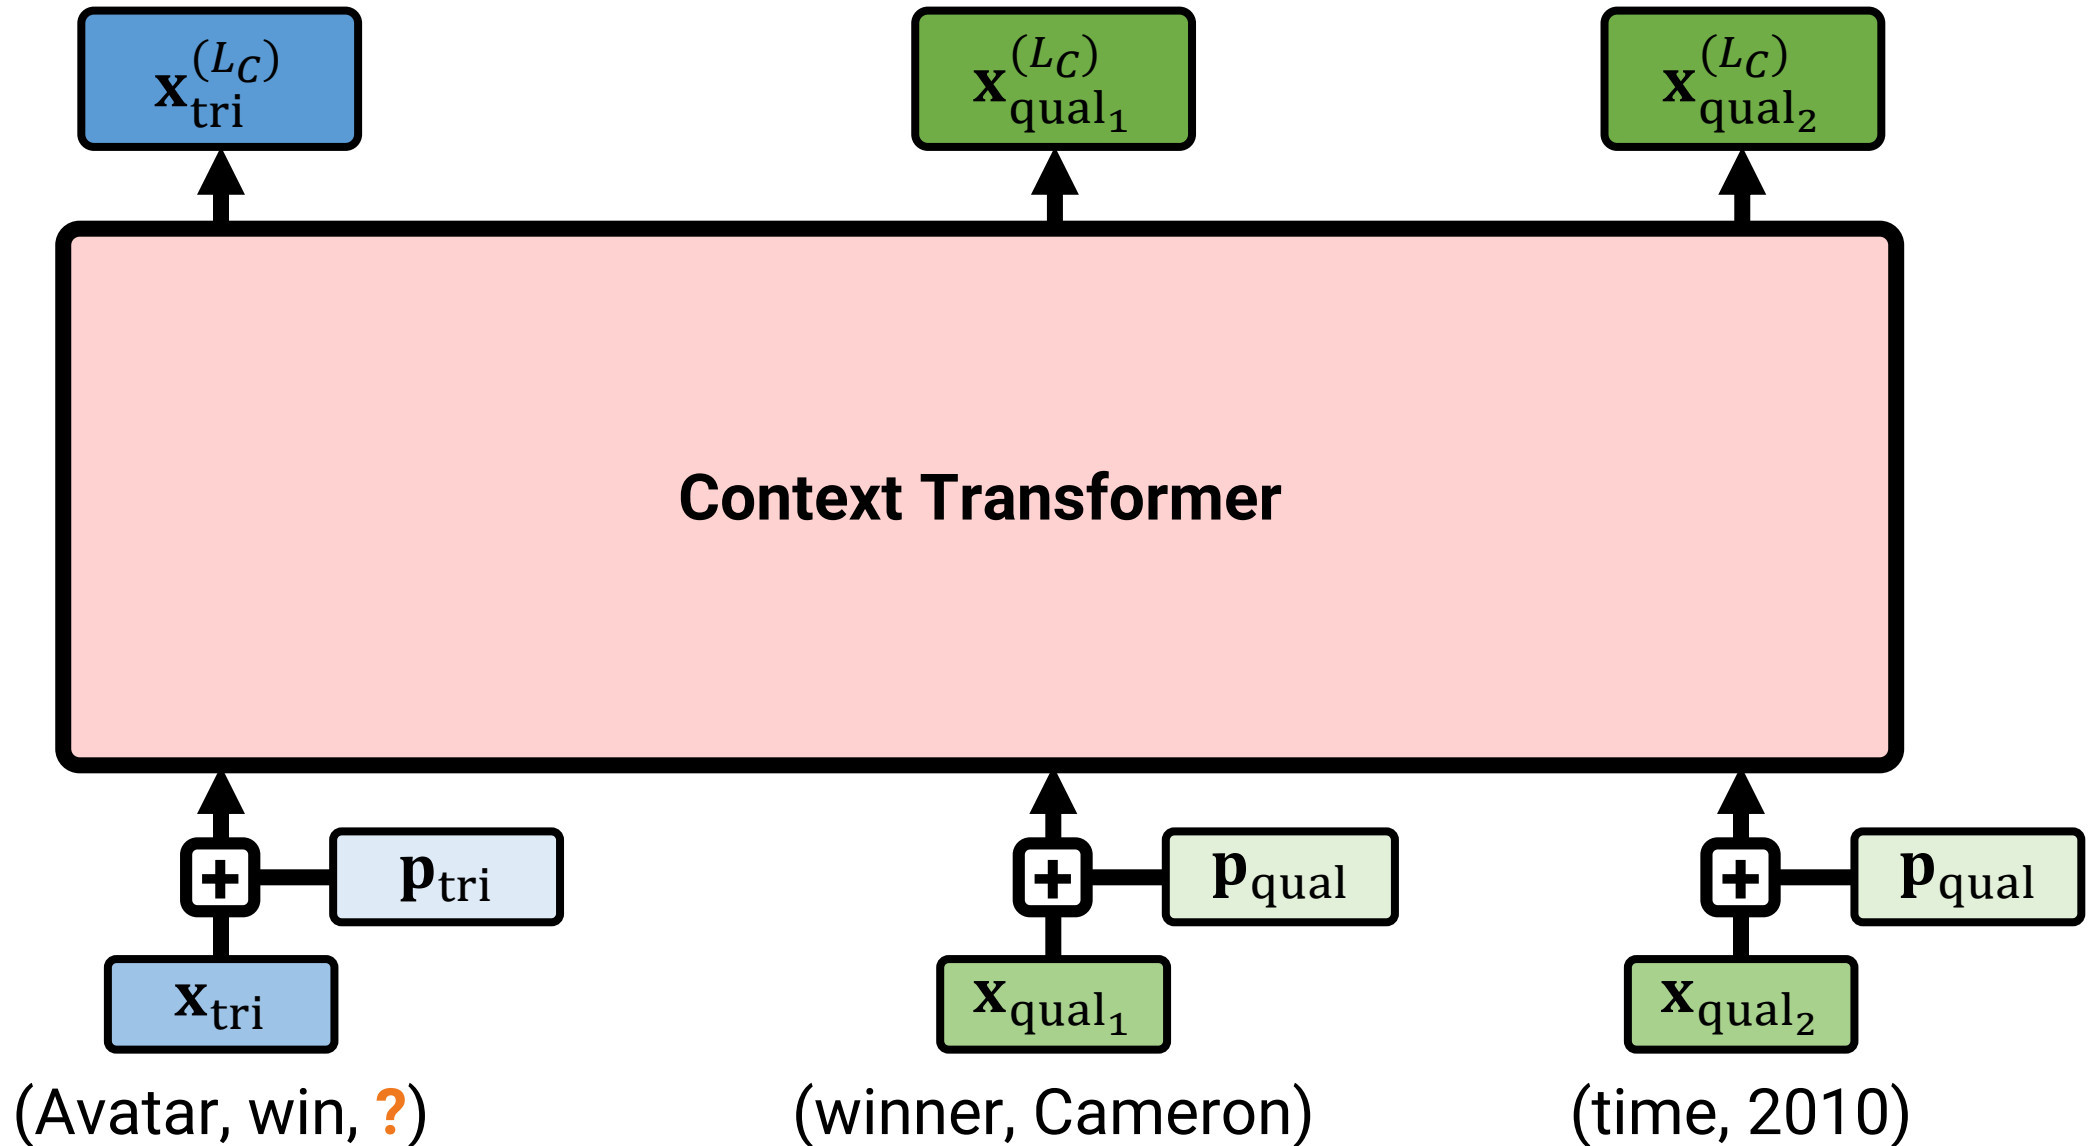 x_tri^(L_C) x_qual_1^(L_C) x_qual_2^(L_C)
Context Transformer
+ p_tri + p_qual + p_qual
x_tri x_qual_1 x_qual_2
(Avatar, win, ?) (winner, Cameron) (time, 2010)